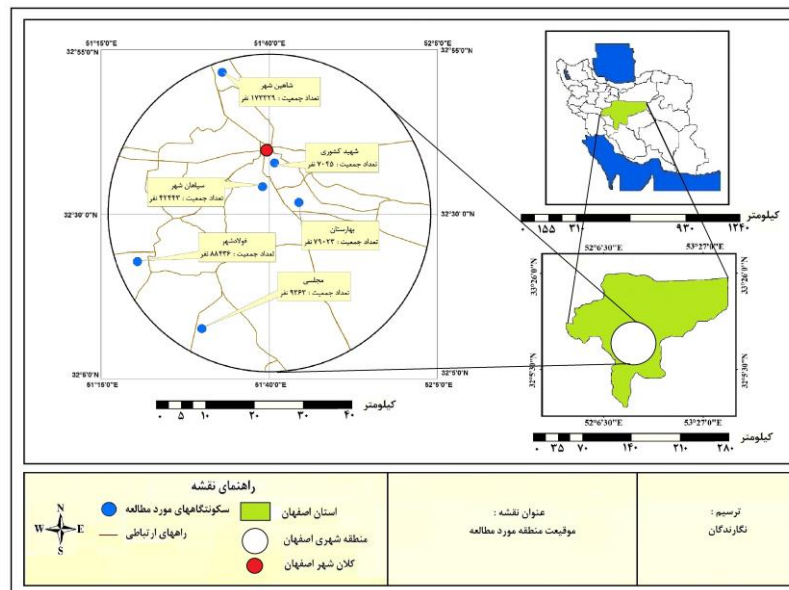 51°15'0"E
51°40'0"E
52°5'0"E
32°55'0"N
32°55'0"N
شاهین شهر
تعداد جمعیت : ۱۷۳۳۲۹ نفر
شهید کشوری
تعداد جمعیت : ۷۰۲۵ نفر
سپاهان شهر
تعداد جمعیت : ۴۲۴۴۳ نفر
32°30'0"N
32°30'0"N
بهارستان
تعداد جمعیت : ۷۹۰۲۳ نفر
فولادشهر
تعداد جمعیت : ۸۸۴۳۶ نفر
مجلسی
تعداد جمعیت : ۹۳۶۳ نفر
32°5'0"N
32°5'0"N
51°15'0"E
51°40'0"E
52°5'0"E
کیلومتر
۰ ۵ ۱۰ ۲۰ ۳۰ ۴۰
کیلومتر
۰ ۱۵۵ ۳۱۰ ۹۳۰ ۱۲۴۰
52°6'30"E
53°27'0"E
33°26'0"N
33°26'0"N
32°5'30"N
32°5'30"N
52°6'30"E
53°27'0"E
کیلومتر
۰ ۳۵ ۷۰ ۱۴۰ ۲۱۰ ۲۸۰
راهنمای نقشه
استان اصفهان
منطقه شهری اصفهان
کلان شهر اصفهان
سکونتگاههای مورد مطالعه
راههای ارتباطی
N
W E
S
عنوان نقشه :
موقیعت منطقه مورد مطالعه
ترسیم :
نگارندگان